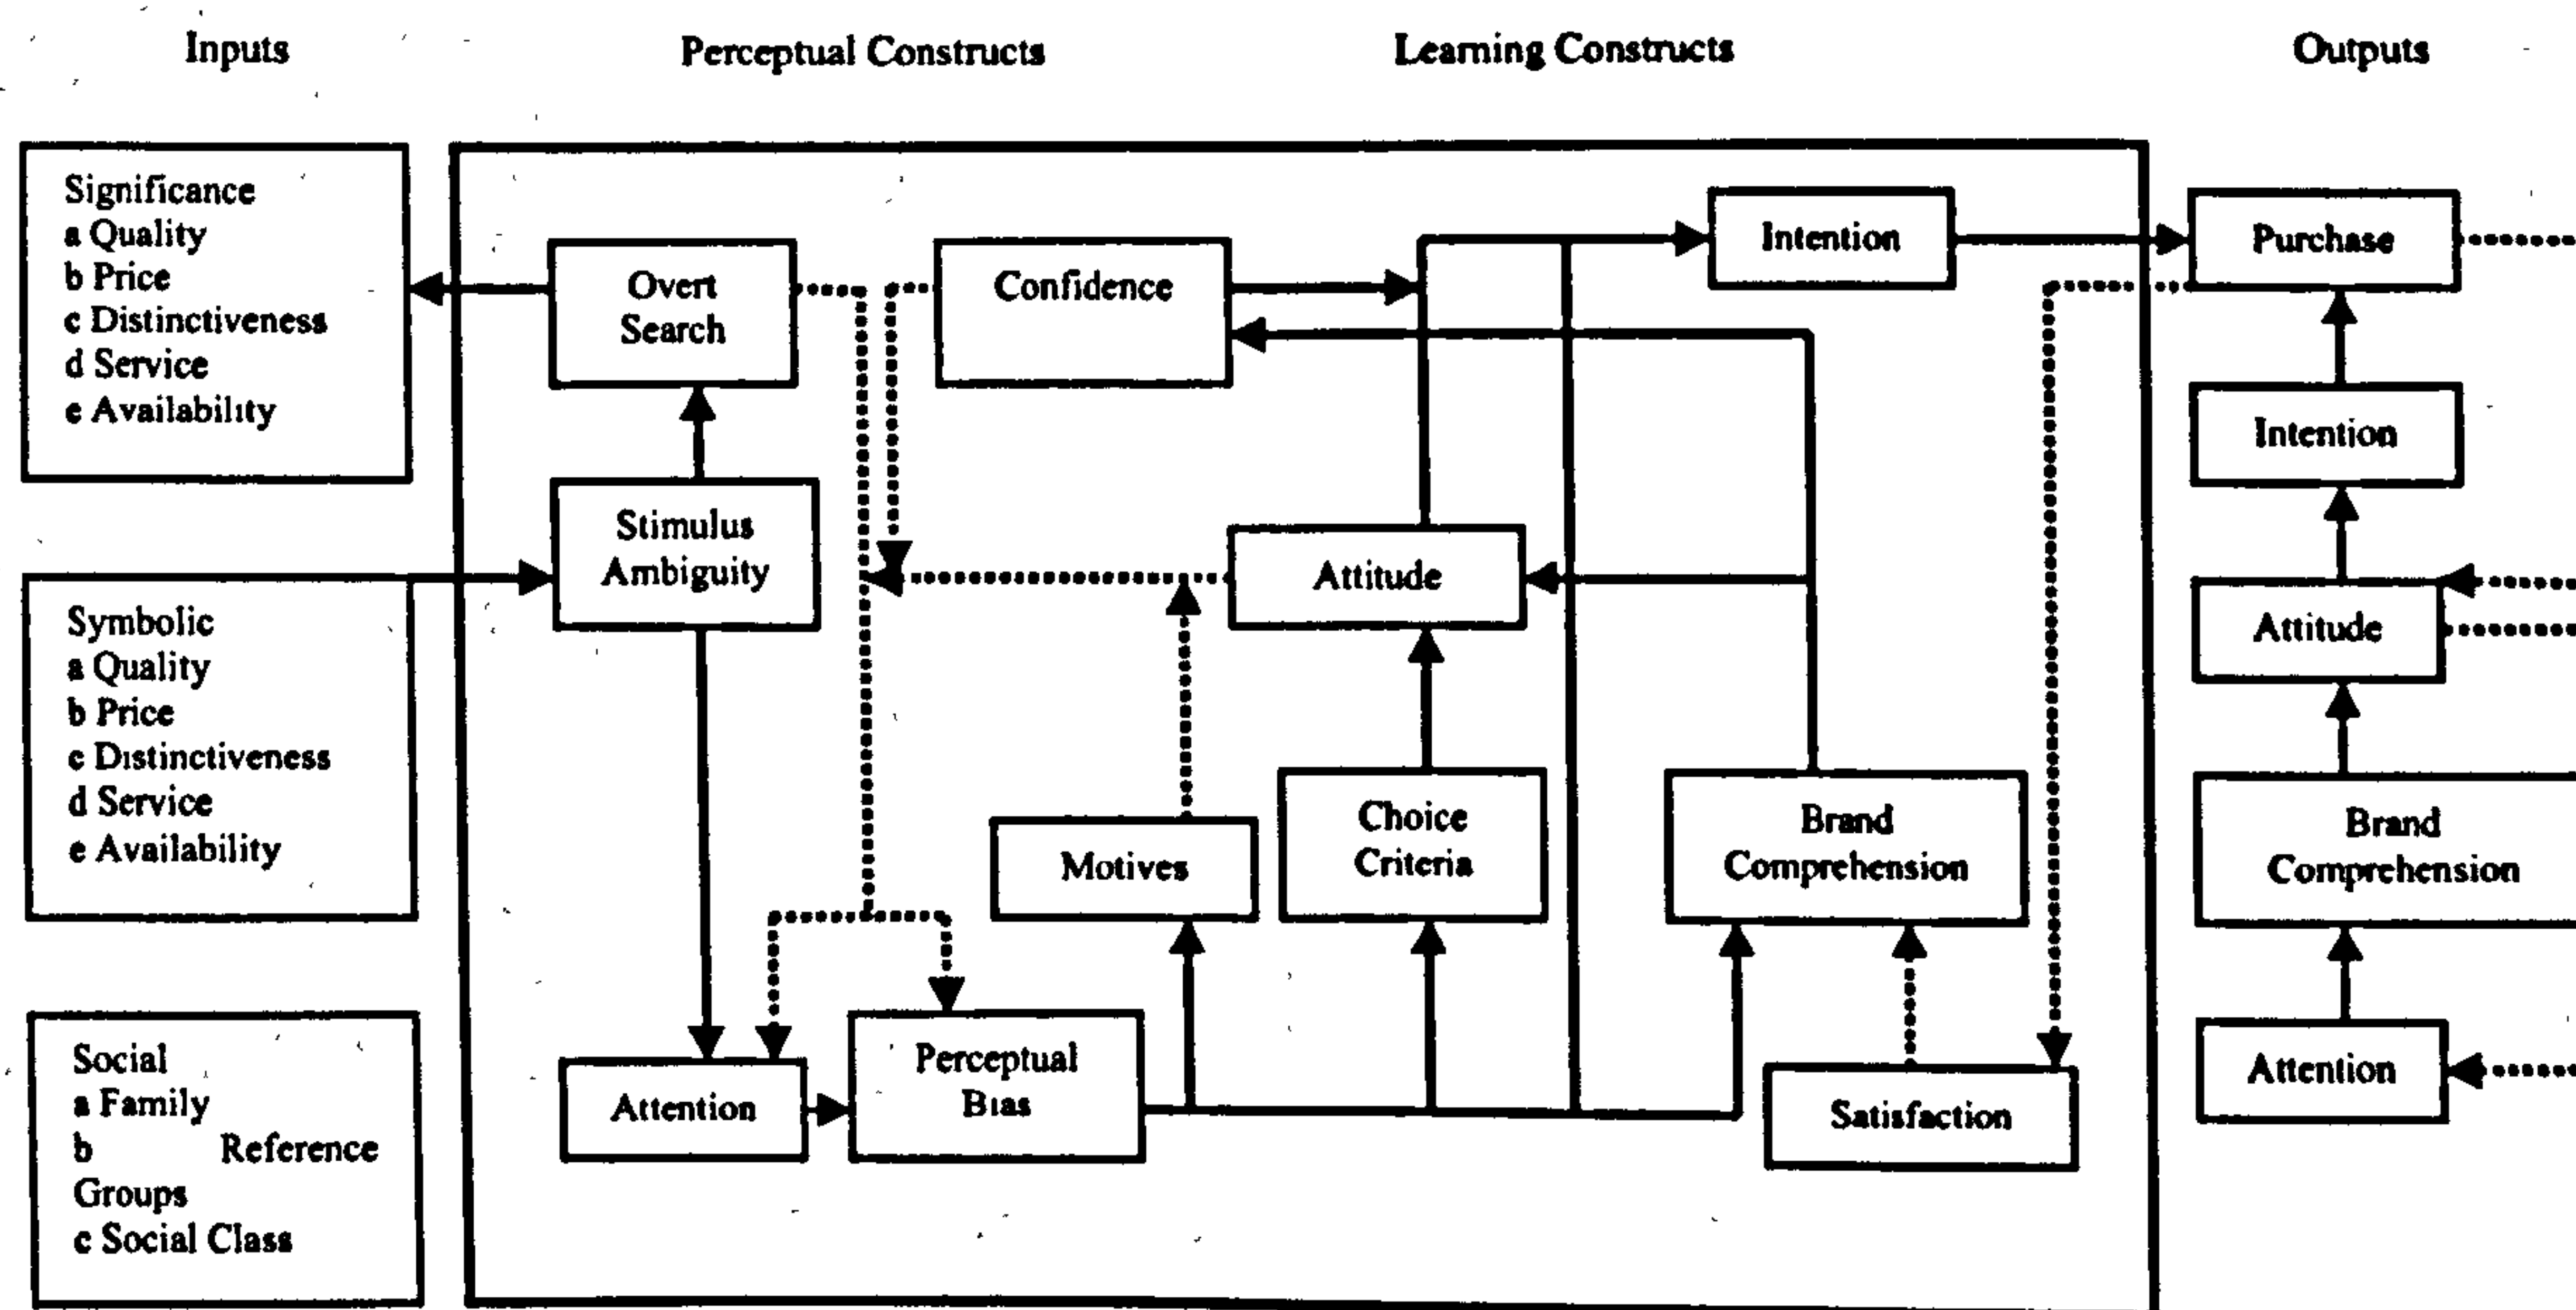 Inputs
Perceptual Constructs
Learning Constructs
Outputs
Significance
a Quality
b Price
c Distinctiveness
d Service
e Availability
Symbolic
a Quality
b Price
c Distinctiveness
d Service
e Availability
Social
a Family
b Reference
Groups
c Social Class
Overt
Search
Stimulus
Ambiguity
Attention
Perceptual
Bias
Confidence
Attitude
Motives
Choice
Criteria
Intention
Brand
Comprehension
Satisfaction
Purchase
Intention
Attitude
Brand
Comprehension
Attention